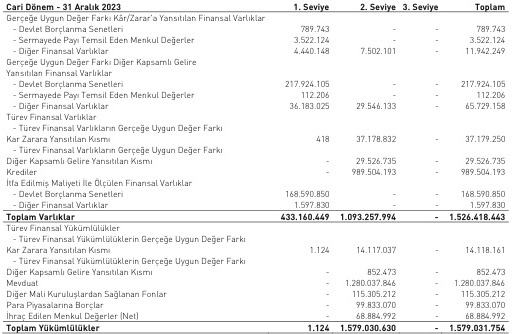 Cari Dönem - 31 Aralık 2023 1. Seviye 2. Seviye 3. Seviye Toplam
Gerçeğe Uygun Değer Farkı Kâr/Zarar'a Yansıtılan Finansal Varlıklar
- Devlet Borçlanma Senetleri 789.743 - - 789.743
- Sermayede Payı Temsil Eden Menkul Değerler 3.522.124 - - 3.522.124
- Diğer Finansal Varlıklar 4.440.148 7.502.101 - 11.942.249
Gerçeğe Uygun Değer Farkı Diğer Kapsamlı Gelire
Yansıtılan Finansal Varlıklar
- Devlet Borçlanma Senetleri 217.924.105 - - 217.924.105
- Sermayede Payı Temsil Eden Menkul Değerler 112.206 - - 112.206
- Diğer Finansal Varlıklar 36.183.025 29.546.133 - 65.729.158
Türev Finansal Varlıklar
- Türev Finansal Varlıkların Gerçeğe Uygun Değer Farkı
Kar Zarara Yansıtılan Kısmı 418 37.178.832 - 37.179.250
- Türev Finansal Varlıkların Gerçeğe Uygun Değer Farkı
Diğer Kapsamlı Gelire Yansıtılan Kısmı - 29.526.735 - 29.526.735
Krediler - 989.504.193 - 989.504.193
İtfa Edilmiş Maliyeti İle Ölçülen Finansal Varlıklar
- Devlet Borçlanma Senetleri 168.590.850 - - 168.590.850
- Diğer Finansal Varlıklar 1.597.830 - - 1.597.830
Toplam Varlıklar 433.160.449 1.093.257.994 - 1.526.418.443
Türev Finansal Yükümlülükler
- Türev Finansal Yükümlülüklerin Gerçeğe Uygun Değer Farkı
Kar Zarara Yansıtılan Kısmı 1.124 14.117.037 - 14.118.161
- Türev Finansal Yükümlülüklerin Gerçeğe Uygun Değer Farkı
Diğer Kapsamlı Gelire Yansıtılan Kısmı - 852.473 - 852.473
Mevduat - 1.280.037.846 - 1.280.037.846
Diğer Mali Kuruluşlardan Sağlanan Fonlar - 115.305.212 - 115.305.212
Para Piyasalarına Borçlar - 99.833.070 - 99.833.070
İhraç Edilen Menkul Değerler (Net) - 68.884.992 - 68.884.992
Toplam Yükümlülükler 1.124 1.579.030.630 - 1.579.031.754